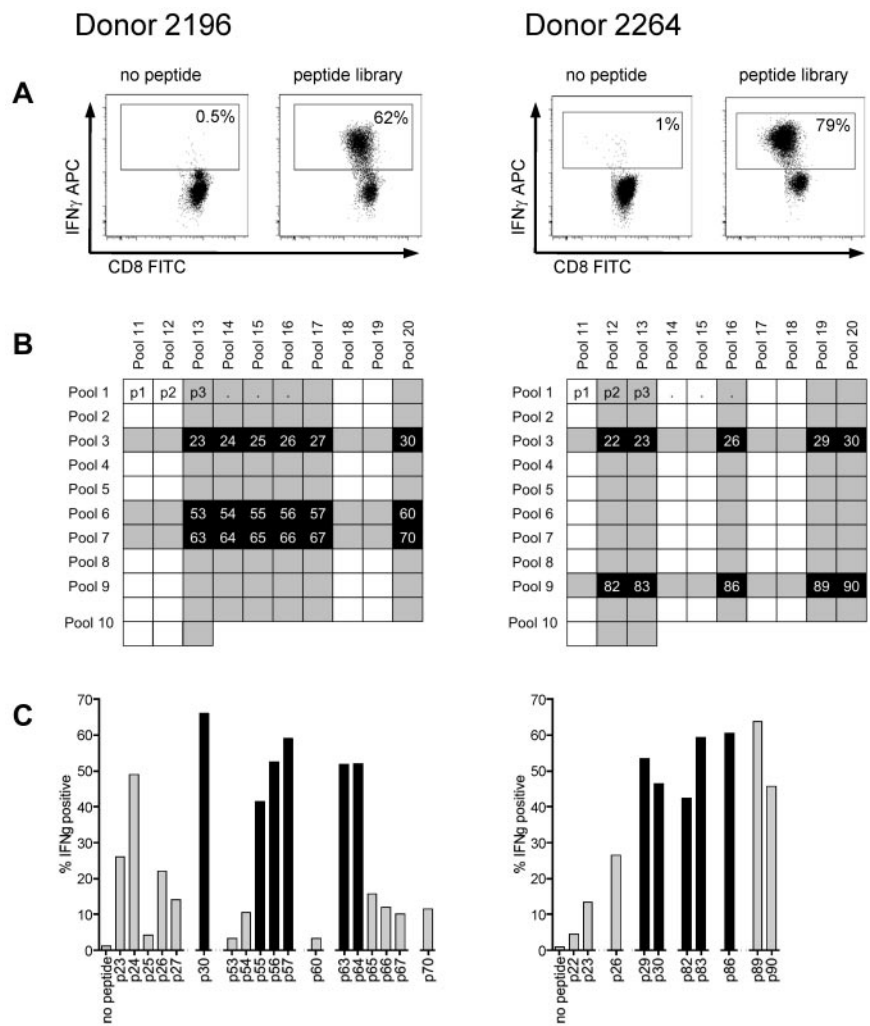 Donor 2196 Donor 2264
A
no peptide peptide library no peptide peptide library
0.5% 62% 1% 79%
IFNγ APC IFNγ APC
CD8 FITC CD8 FITC
B
Pool 11 Pool 12 Pool 13 Pool 14 Pool 15 Pool 16 Pool 17 Pool 18 Pool 19 Pool 20 Pool 11 Pool 12 Pool 13 Pool 14 Pool 15 Pool 16 Pool 17 Pool 18 Pool 19 Pool 20
Pool 1 p1 p2 p3 . . . Pool 1 p1 p2 p3 . . .
Pool 2 Pool 2
Pool 3 23 24 25 26 27 30 Pool 3 22 23 26 29 30
Pool 4 Pool 4
Pool 5 Pool 5
Pool 6 53 54 55 56 57 60 Pool 6
Pool 7 63 64 65 66 67 70 Pool 7
Pool 8 Pool 8
Pool 9 Pool 9 82 83 86 89 90
Pool 10 Pool 10
C
% IFNg positive
70
60
50
40
30
20
10
0
no peptide p23 p24 p25 p26 p27 p30 p53 p54 p55 p56 p57 p60 p63 p64 p65 p66 p67 p70
% IFNg positive
70
60
50
40
30
20
10
0
no peptide p22 p23 p26 p29 p30 p82 p83 p86 p89 p90